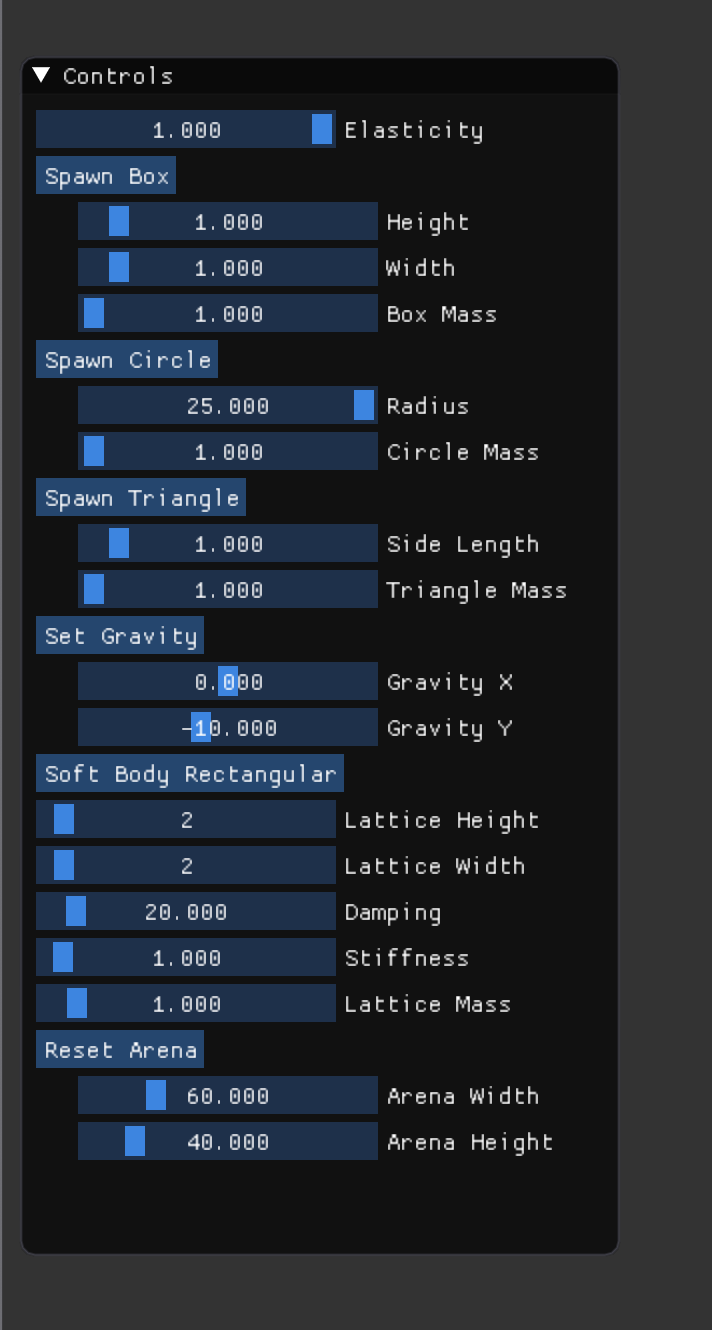 Controls
1.000 Elasticity
Spawn Box
1.000 Height
1.000 Width
1.000 Box Mass
Spawn Circle
25.000 Radius
1.000 Circle Mass
Spawn Triangle
1.000 Side Length
1.000 Triangle Mass
Set Gravity
0.000 Gravity X
-10.000 Gravity Y
Soft Body Rectangular
2 Lattice Height
2 Lattice Width
20.000 Damping
1.000 Stiffness
1.000 Lattice Mass
Reset Arena
60.000 Arena Width
40.000 Arena Height